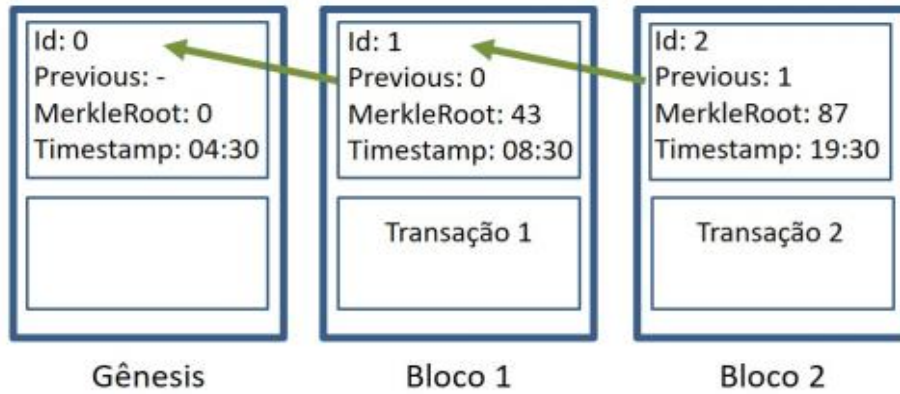 Id: 0
Previous: -
MerkleRoot: 0
Timestamp: 04:30
Gênesis
Id: 1
Previous: 0
MerkleRoot: 43
Timestamp: 08:30
Transação 1
Bloco 1
Id: 2
Previous: 1
MerkleRoot: 87
Timestamp: 19:30
Transação 2
Bloco 2